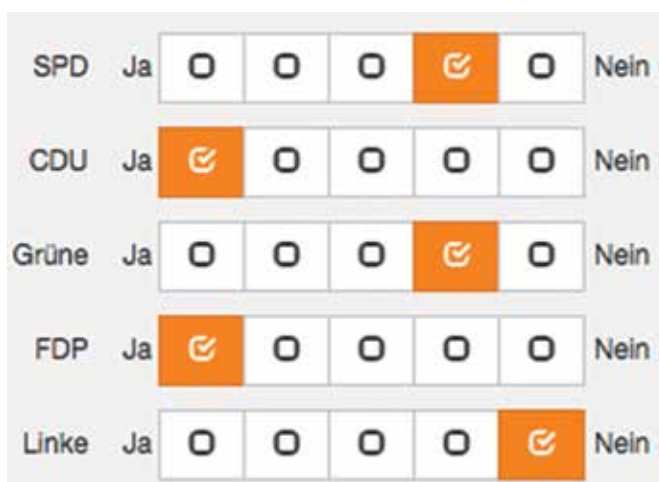 SPD Ja Nein
CDU Ja Nein
Grüne Ja Nein
FDP Ja Nein
Linke Ja Nein